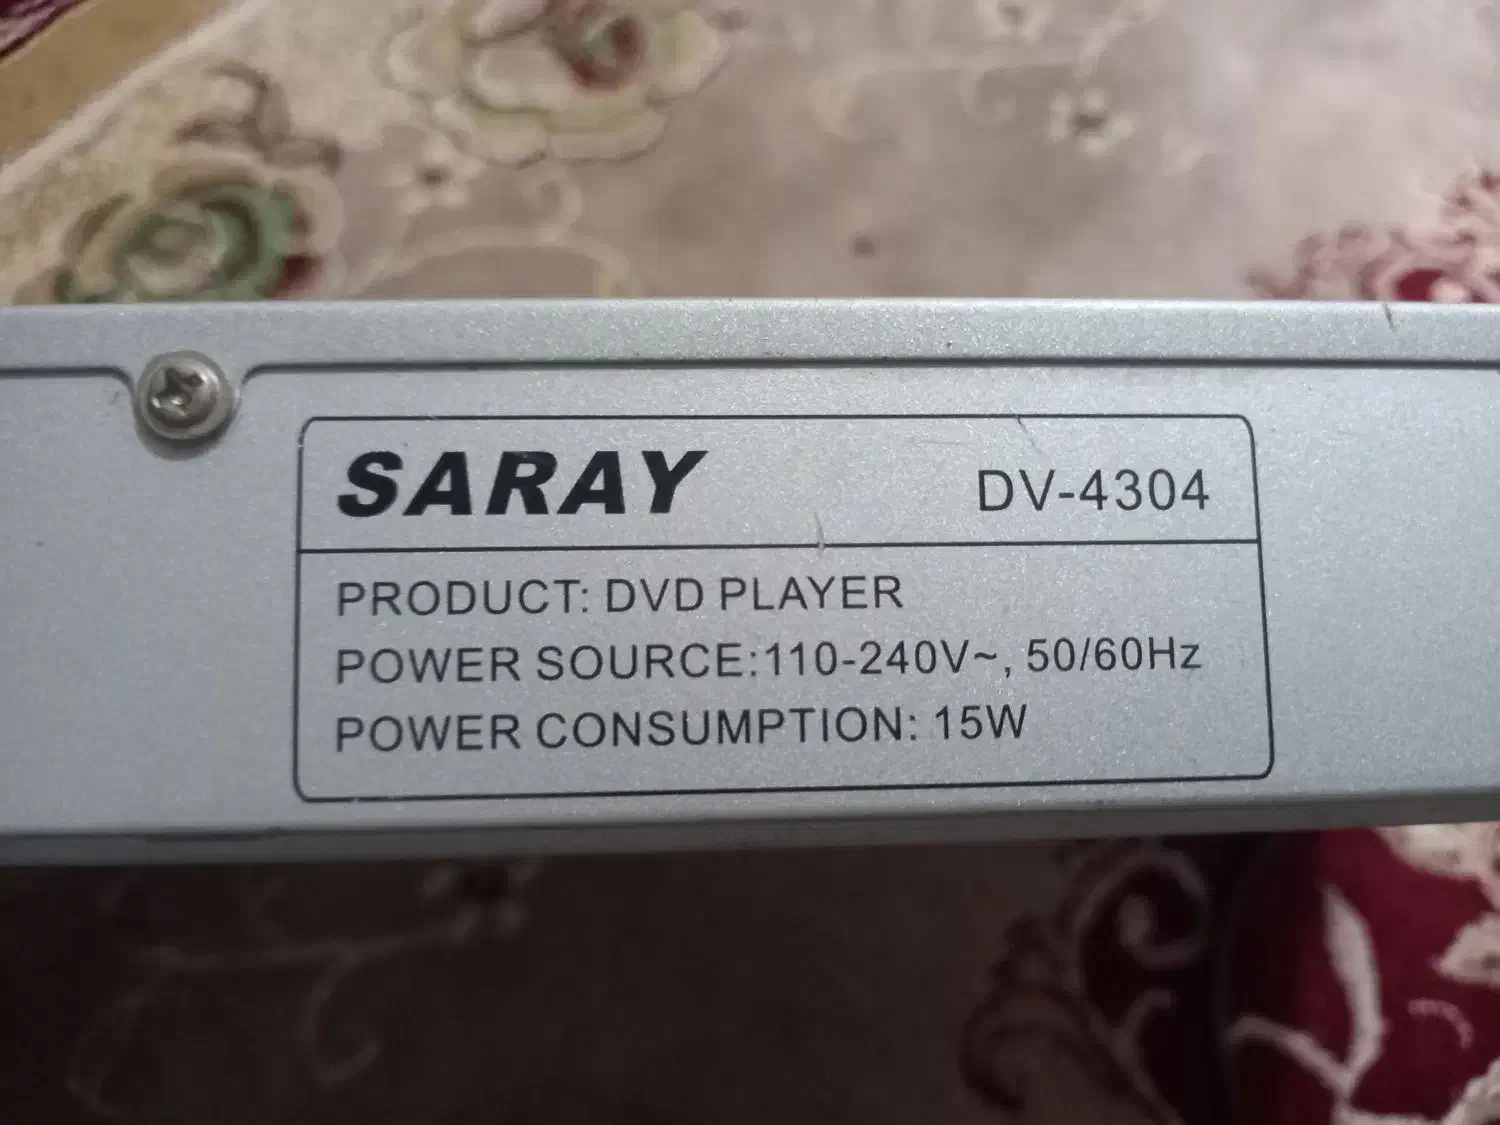 SARAY DV-4304
PRODUCT: DVD PLAYER
POWER SOURCE:110-240V~, 50/60Hz
POWER CONSUMPTION: 15W